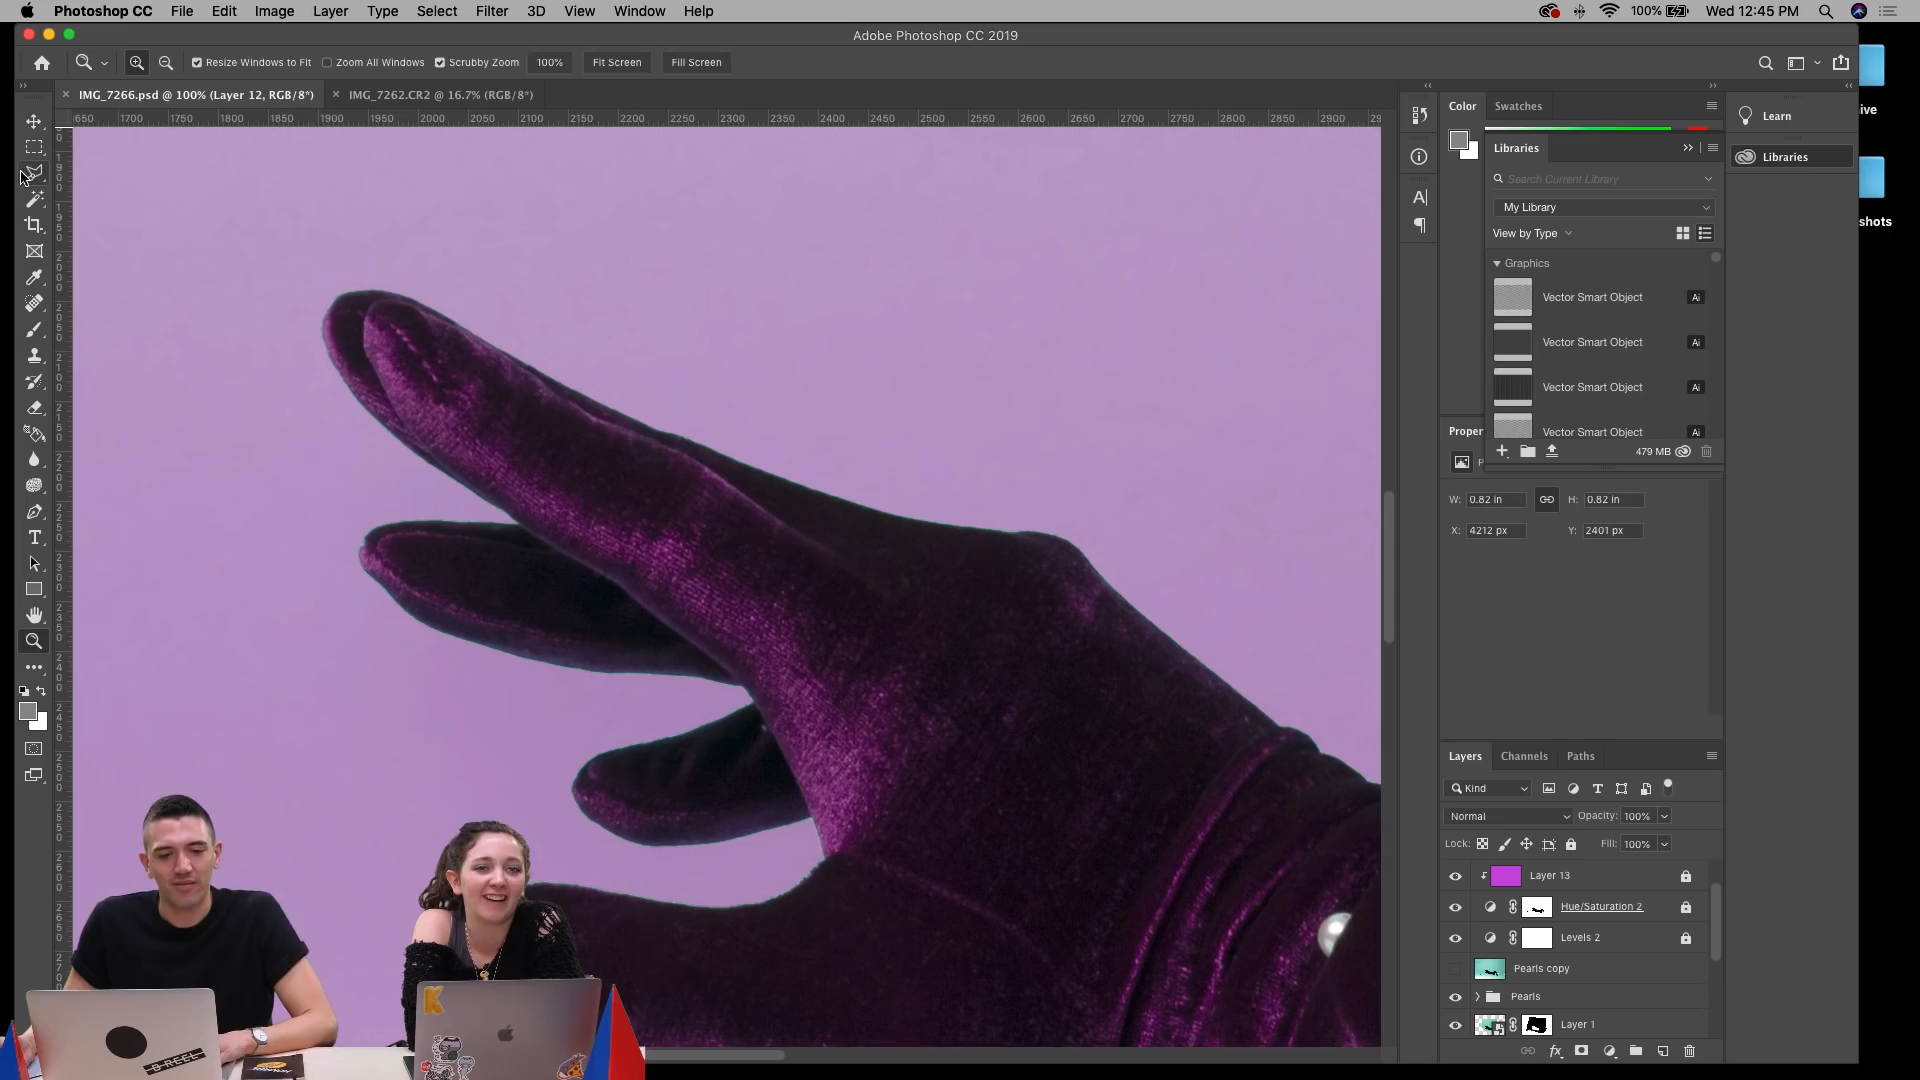 Photoshop CC File Edit Image Layer Type Select Filter 3D View Window Help 100% Wed 12:45 PM
Adobe Photoshop CC 2019
Resize Windows to Fit Zoom All Windows Scrubby Zoom 100% Fit Screen Fill Screen
IMG_7266.psd @ 100% (Layer 12, RGB/8*) IMG_7262.CR2 @ 16.7% (RGB/8*)
1700 1750 1800 1850 1900 1950 2000 2050 2100 2150 2200 2250 2300 2350 2400 2450 2500 2550 2600 2650 2700 2750 2800 2850 2900
Color Swatches
Learn
Libraries
Libraries
Search Current Library
My Library
View by Type
Graphics
Vector Smart Object Ai
Vector Smart Object Ai
Vector Smart Object Ai
Vector Smart Object Ai
479 MB
shots
Proper
W: 0.82 in H: 0.82 in
X: 4212 px Y: 2401 px
Layers Channels Paths
Kind
Normal Opacity: 100%
Lock: Fill: 100%
Layer 13
Hue/Saturation 2
Levels 2
Pearls copy
Pearls
Layer 1
fx
K
B-REEL